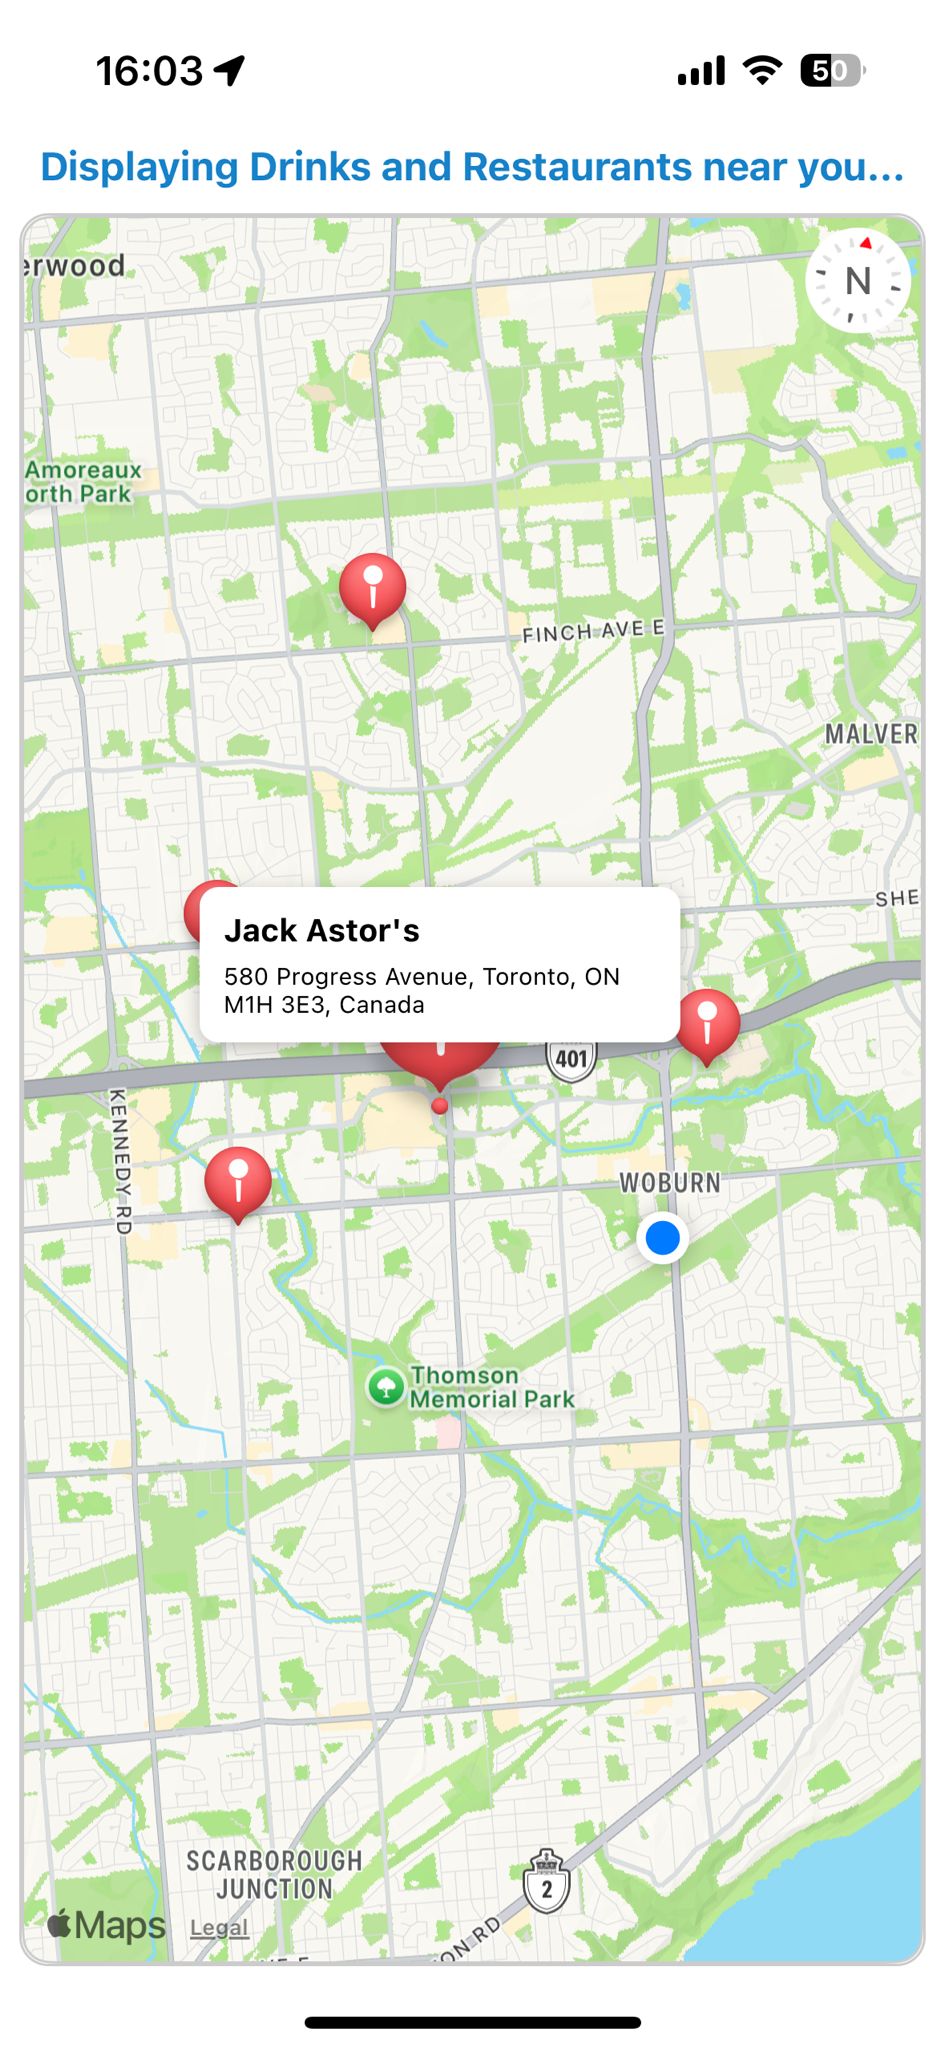 16:03
50
Displaying Drinks and Restaurants near you...
erwood
N
Amoreaux
orth Park
FINCH AVE E
MALVER
SHE
Jack Astor's
580 Progress Avenue, Toronto, ON
M1H 3E3, Canada
401
KENNEDY RD
WOBURN
Thomson
Memorial Park
SCARBOROUGH
JUNCTION
2
Maps
Legal
ON RD